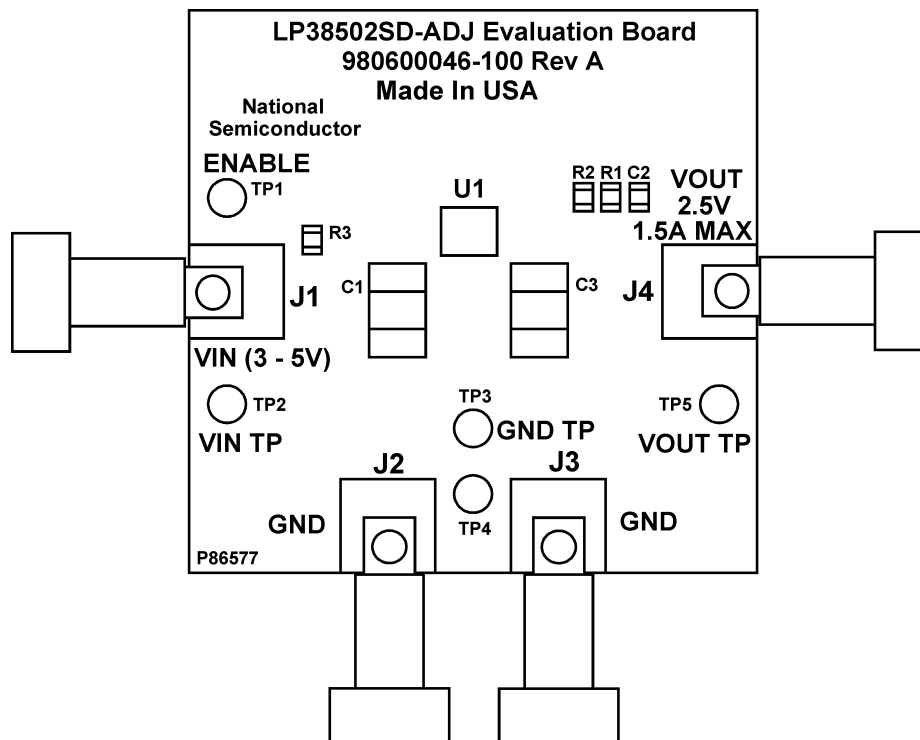 LP38502SD-ADJ Evaluation Board
980600046-100 Rev A
Made In USA
National
Semiconductor
ENABLE
TP1
U1
R2 R1 C2
VOUT
2.5V
1.5A MAX
R3
J1
C1
C3
J4
VIN (3 - 5V)
TP2
VIN TP
TP3
GND TP
TP5
VOUT TP
J2
J3
GND
TP4
GND
P86577